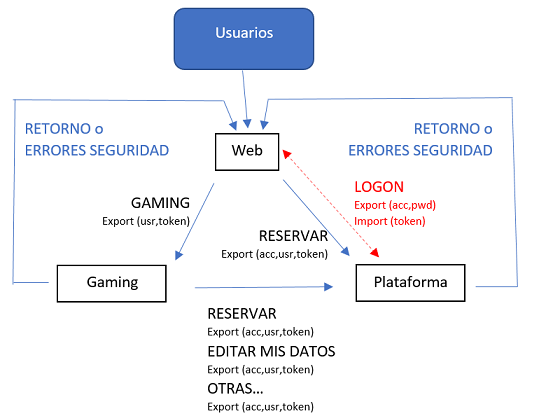 Usuarios
RETORNO o
ERRORES SEGURIDAD
RETORNO o
ERRORES SEGURIDAD
Web
LOGON
Export (acc,pwd)
Import (token)
GAMING
Export (usr,token)
RESERVAR
Export (acc,usr,token)
Gaming
Plataforma
RESERVAR
Export (acc,usr,token)
EDITAR MIS DATOS
Export (acc,usr,token)
OTRAS...
Export (acc,usr,token)